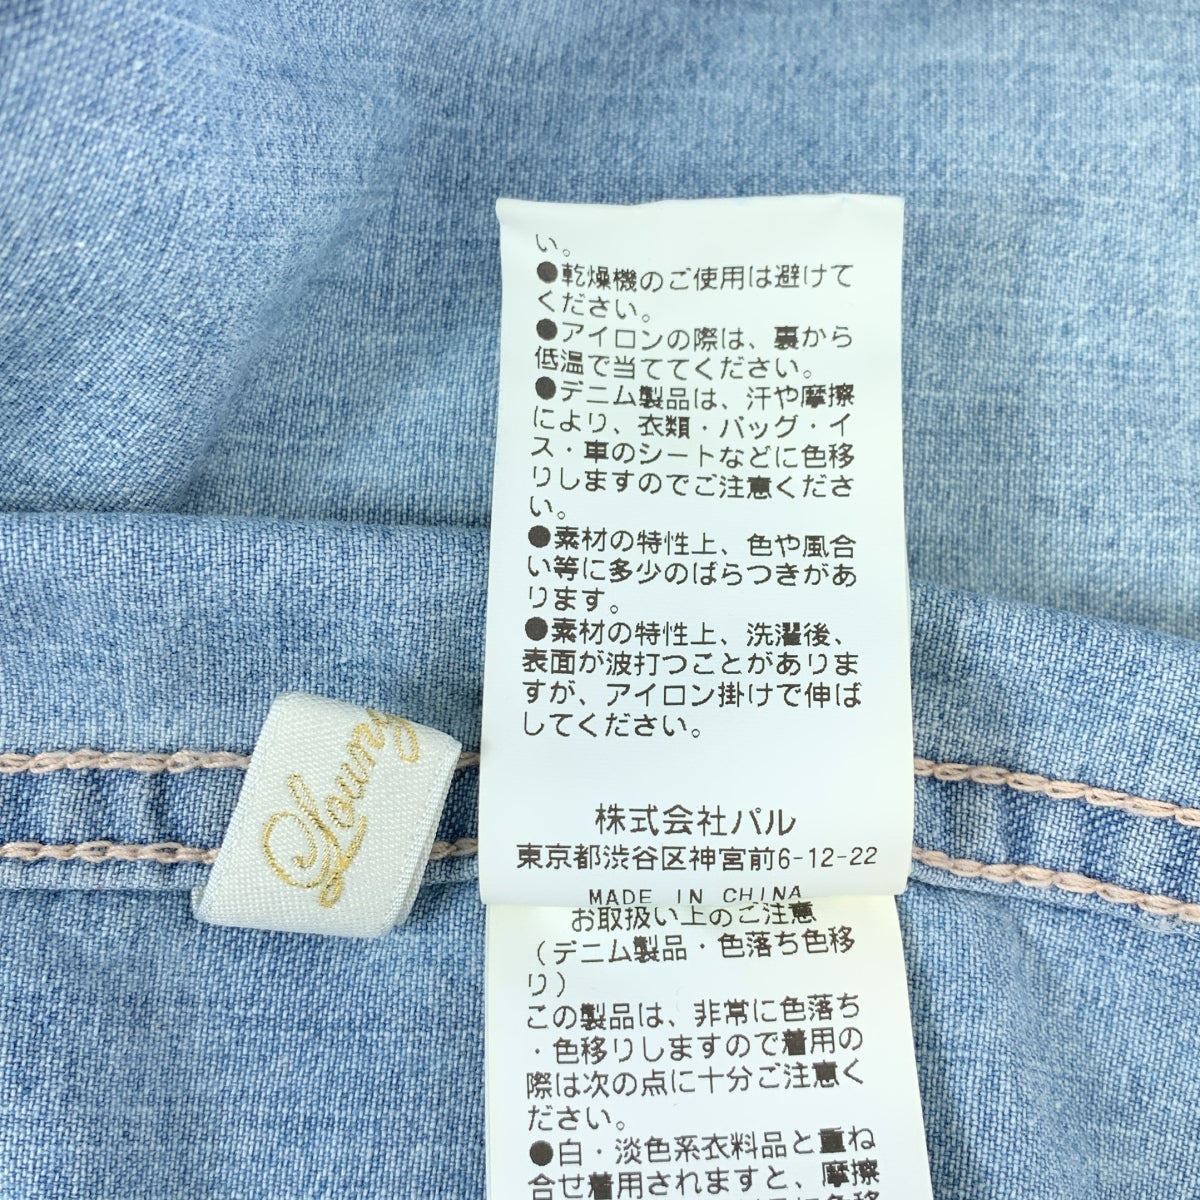 い。
●乾燥機のご使用は避けて
ください。
●アイロンの際は、裏から
低温で当ててください。
●デニム製品は、汗や摩擦
により、衣類・バッグ・イ
ス・車のシートなどに色移
りしますのでご注意くださ
い。
●素材の特性上、色や風合
い等に多少のばらつきがあ
ります。
●素材の特性上、洗濯後、
表面が波打つことがありま
すが、アイロン掛けで伸ば
してください。
株式会社パル
東京都渋谷区神宮前6-12-22
MADE IN CHINA
Loung
お取扱い上のご注意
（デニム製品・色落ち色移
り）
この製品は、非常に色落ち
・色移りしますので着用の
際は次の点に十分ご注意く
ださい。
●白・淡色系衣料品と重ね
合せ着用されますと、摩擦